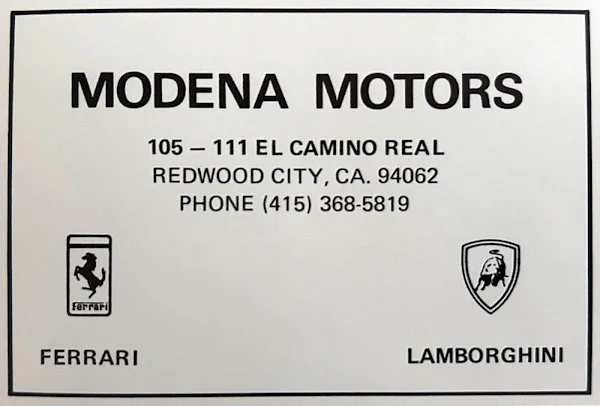 MODENA MOTORS
105 – 111 EL CAMINO REAL
REDWOOD CITY, CA. 94062
PHONE (415) 368-5819
Ferrari
FERRARI
LAMBORGHINI